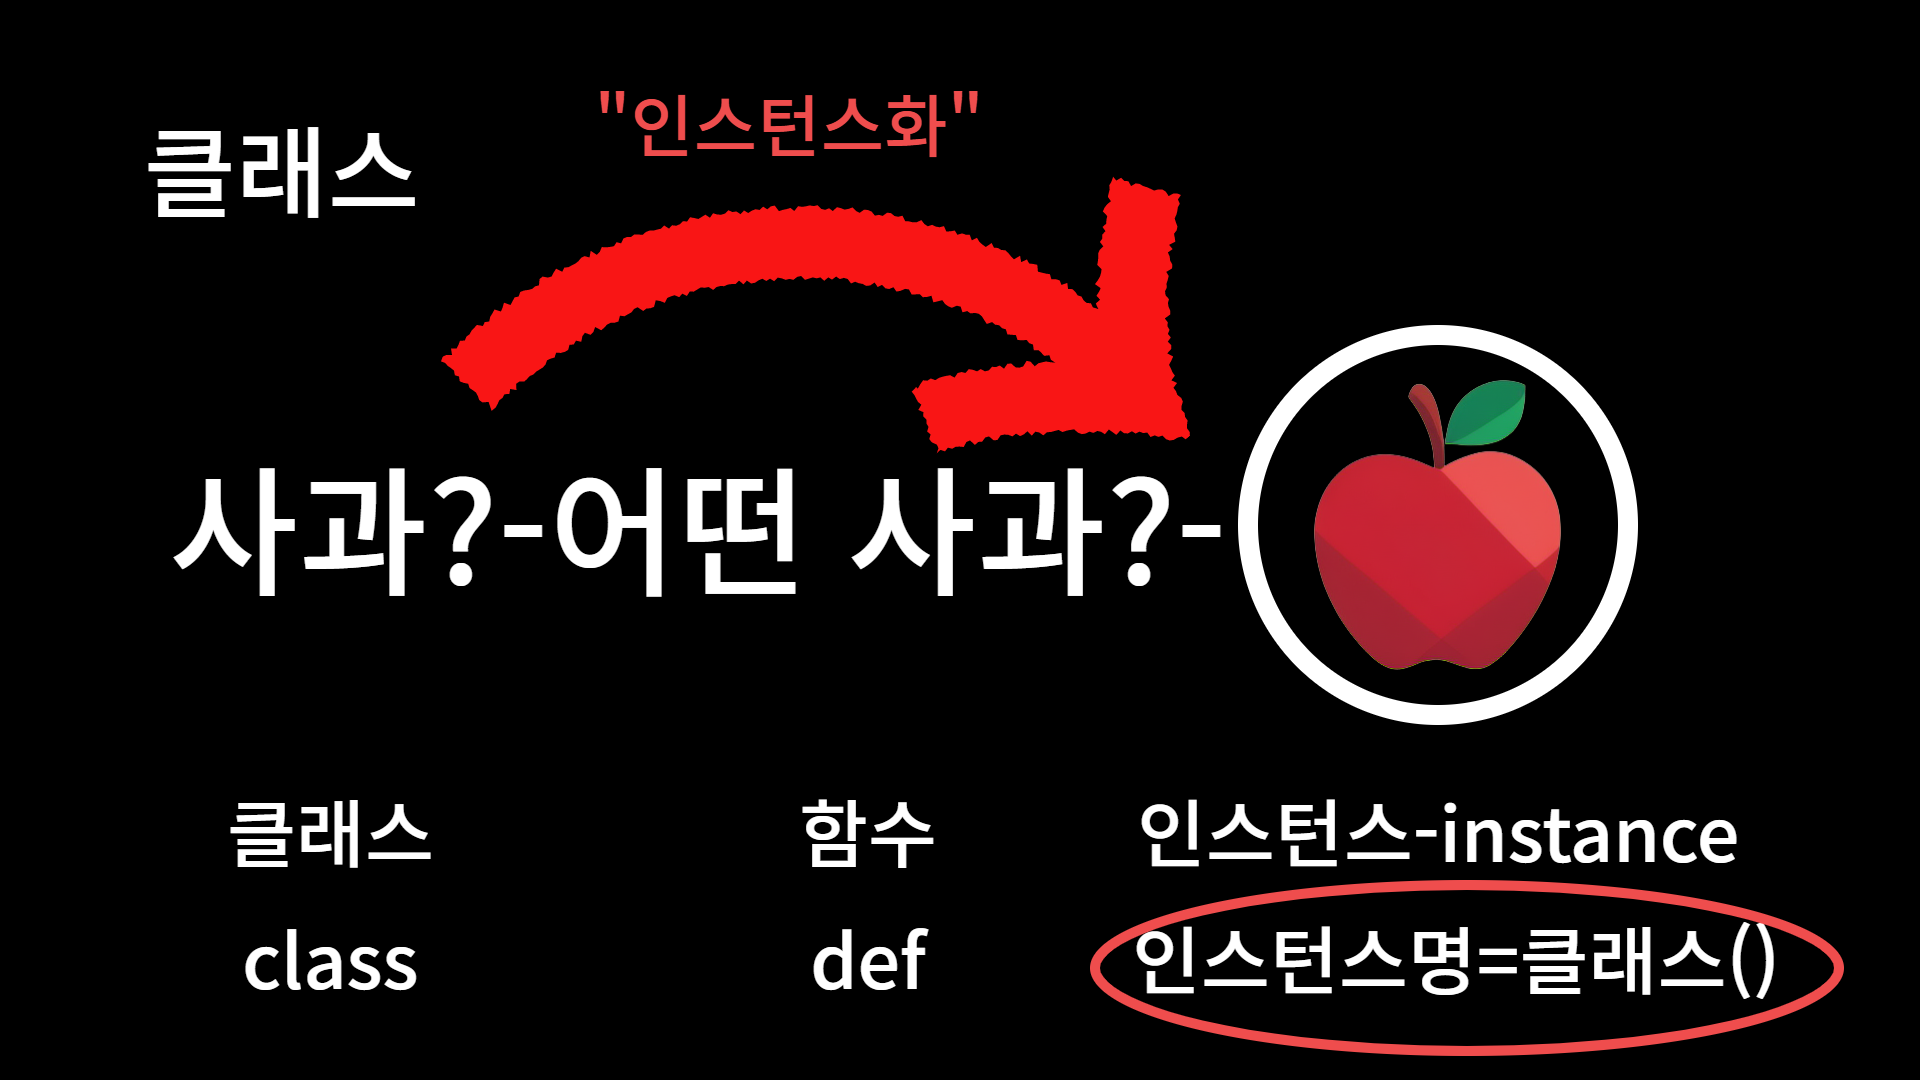 "인스턴스화"
클래스
사과?-어떤 사과?-
클래스 함수 인스턴스-instance
class def 인스턴스명=클래스()